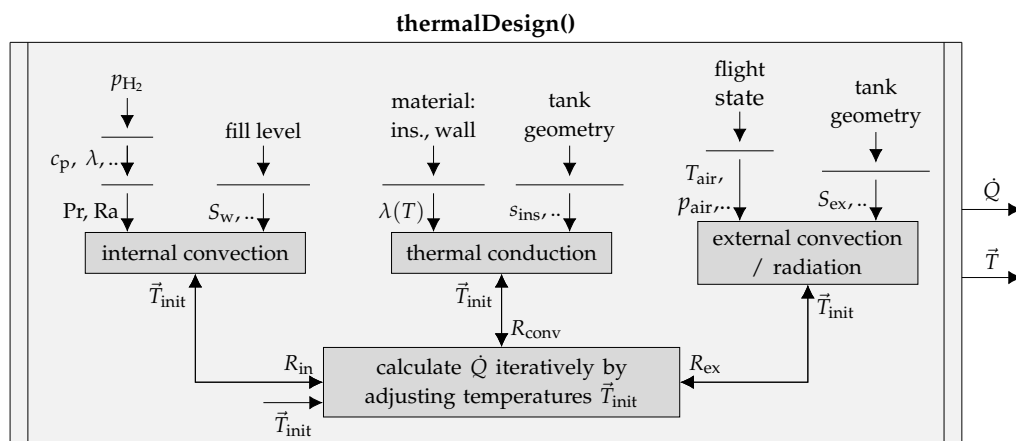 thermalDesign()
p_H₂
fill level
material:
ins., wall
tank
geometry
flight
state
tank
geometry
c_p, λ,..
Pr, Ra
S_w, ..
λ(T)
s_ins, ..
T_air,
p_air,..
S_ex, ..
internal convection
thermal conduction
external convection
/ radiation
Q̇
T⃗
T⃗_init
T⃗_init
T⃗_init
R_conv
R_in
R_ex
calculate Q̇ iteratively by
adjusting temperatures T⃗_init
T⃗_init